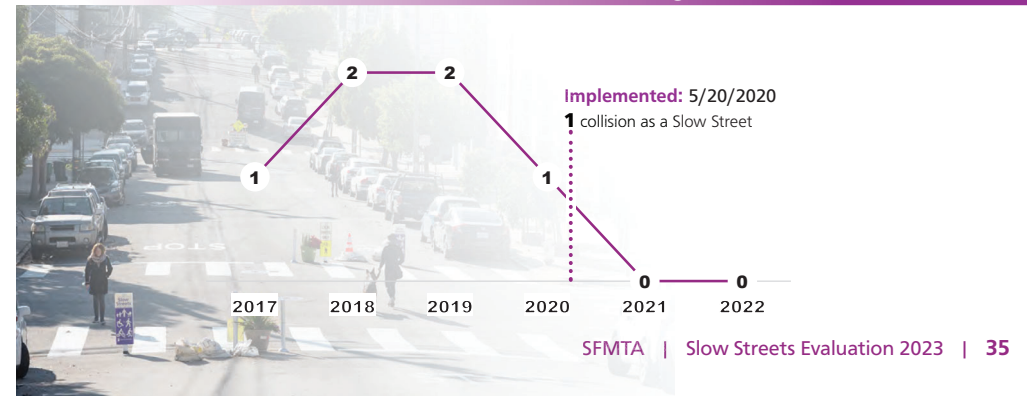 2 2
Implemented: 5/20/2020
1 collision as a Slow Street
1 1
0 0
2017 2018 2019 2020 2021 2022
STOP
SFMTA | Slow Streets Evaluation 2023 | 35